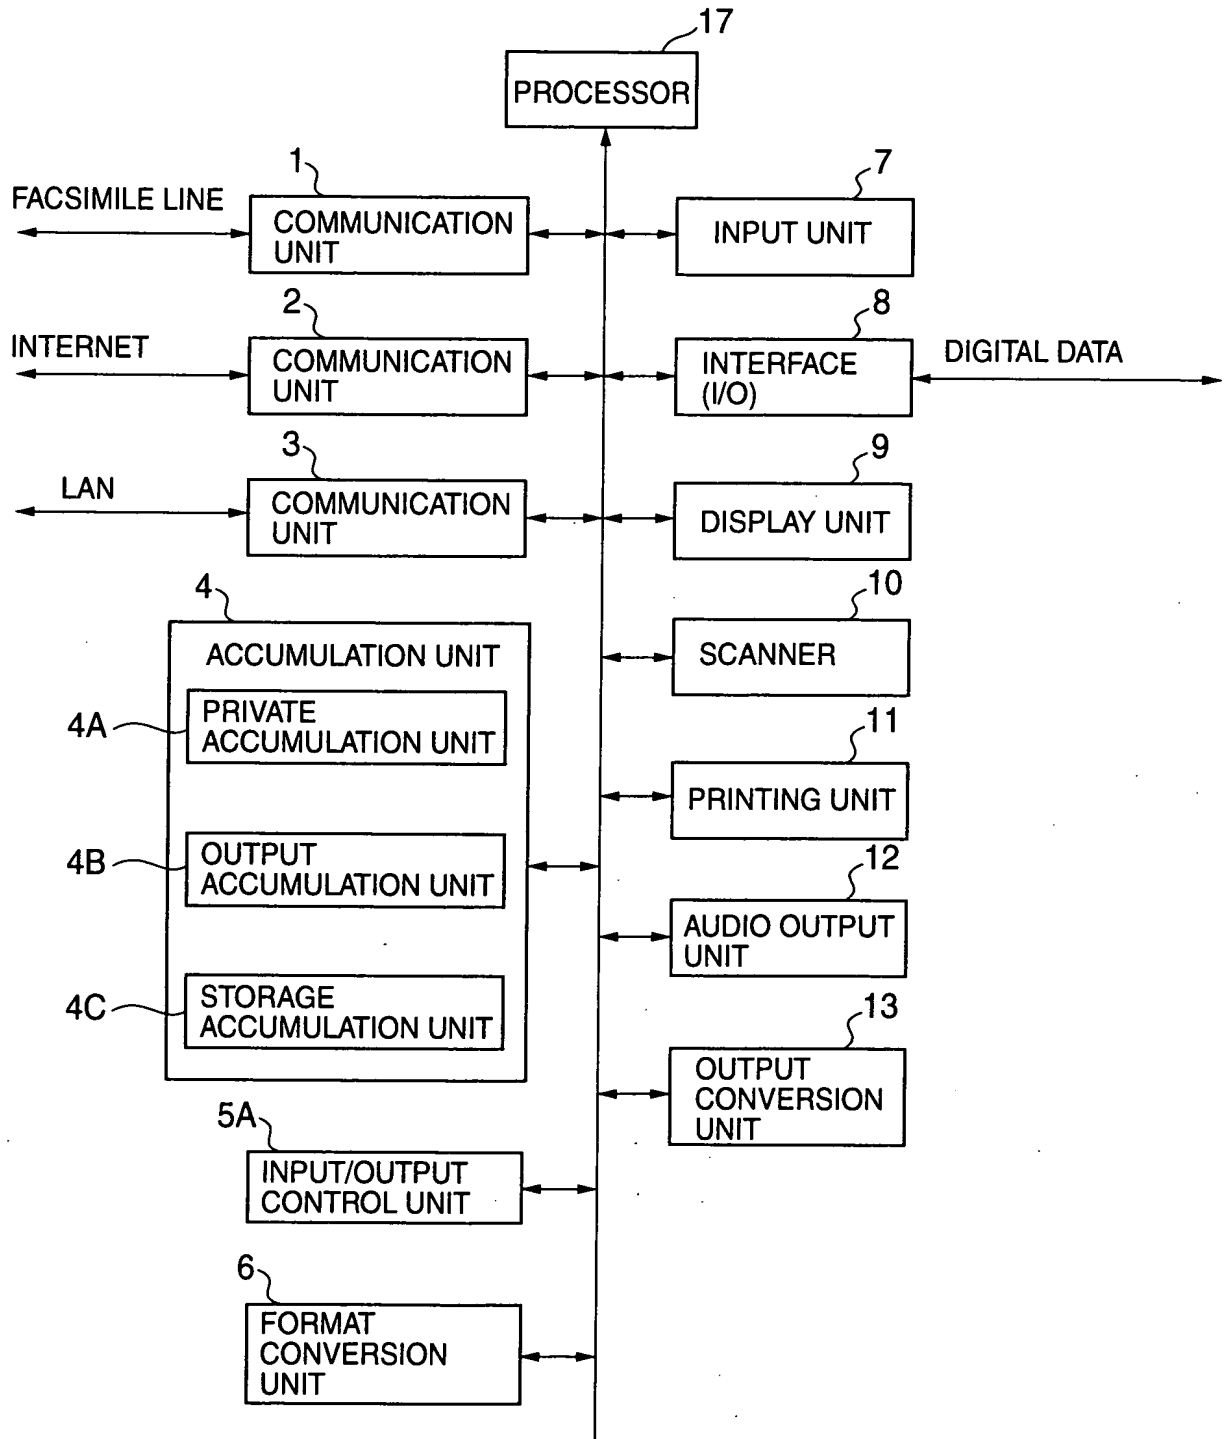 17
PROCESSOR
1
FACSIMILE LINE
COMMUNICATION
UNIT
7
INPUT UNIT
2
INTERNET
COMMUNICATION
UNIT
8
INTERFACE
(I/O)
DIGITAL DATA
3
LAN
COMMUNICATION
UNIT
9
DISPLAY UNIT
4
ACCUMULATION UNIT
4A
PRIVATE
ACCUMULATION UNIT
4B
OUTPUT
ACCUMULATION UNIT
4C
STORAGE
ACCUMULATION UNIT
10
SCANNER
11
PRINTING UNIT
12
AUDIO OUTPUT
UNIT
13
OUTPUT
CONVERSION
UNIT
5A
INPUT/OUTPUT
CONTROL UNIT
6
FORMAT
CONVERSION
UNIT